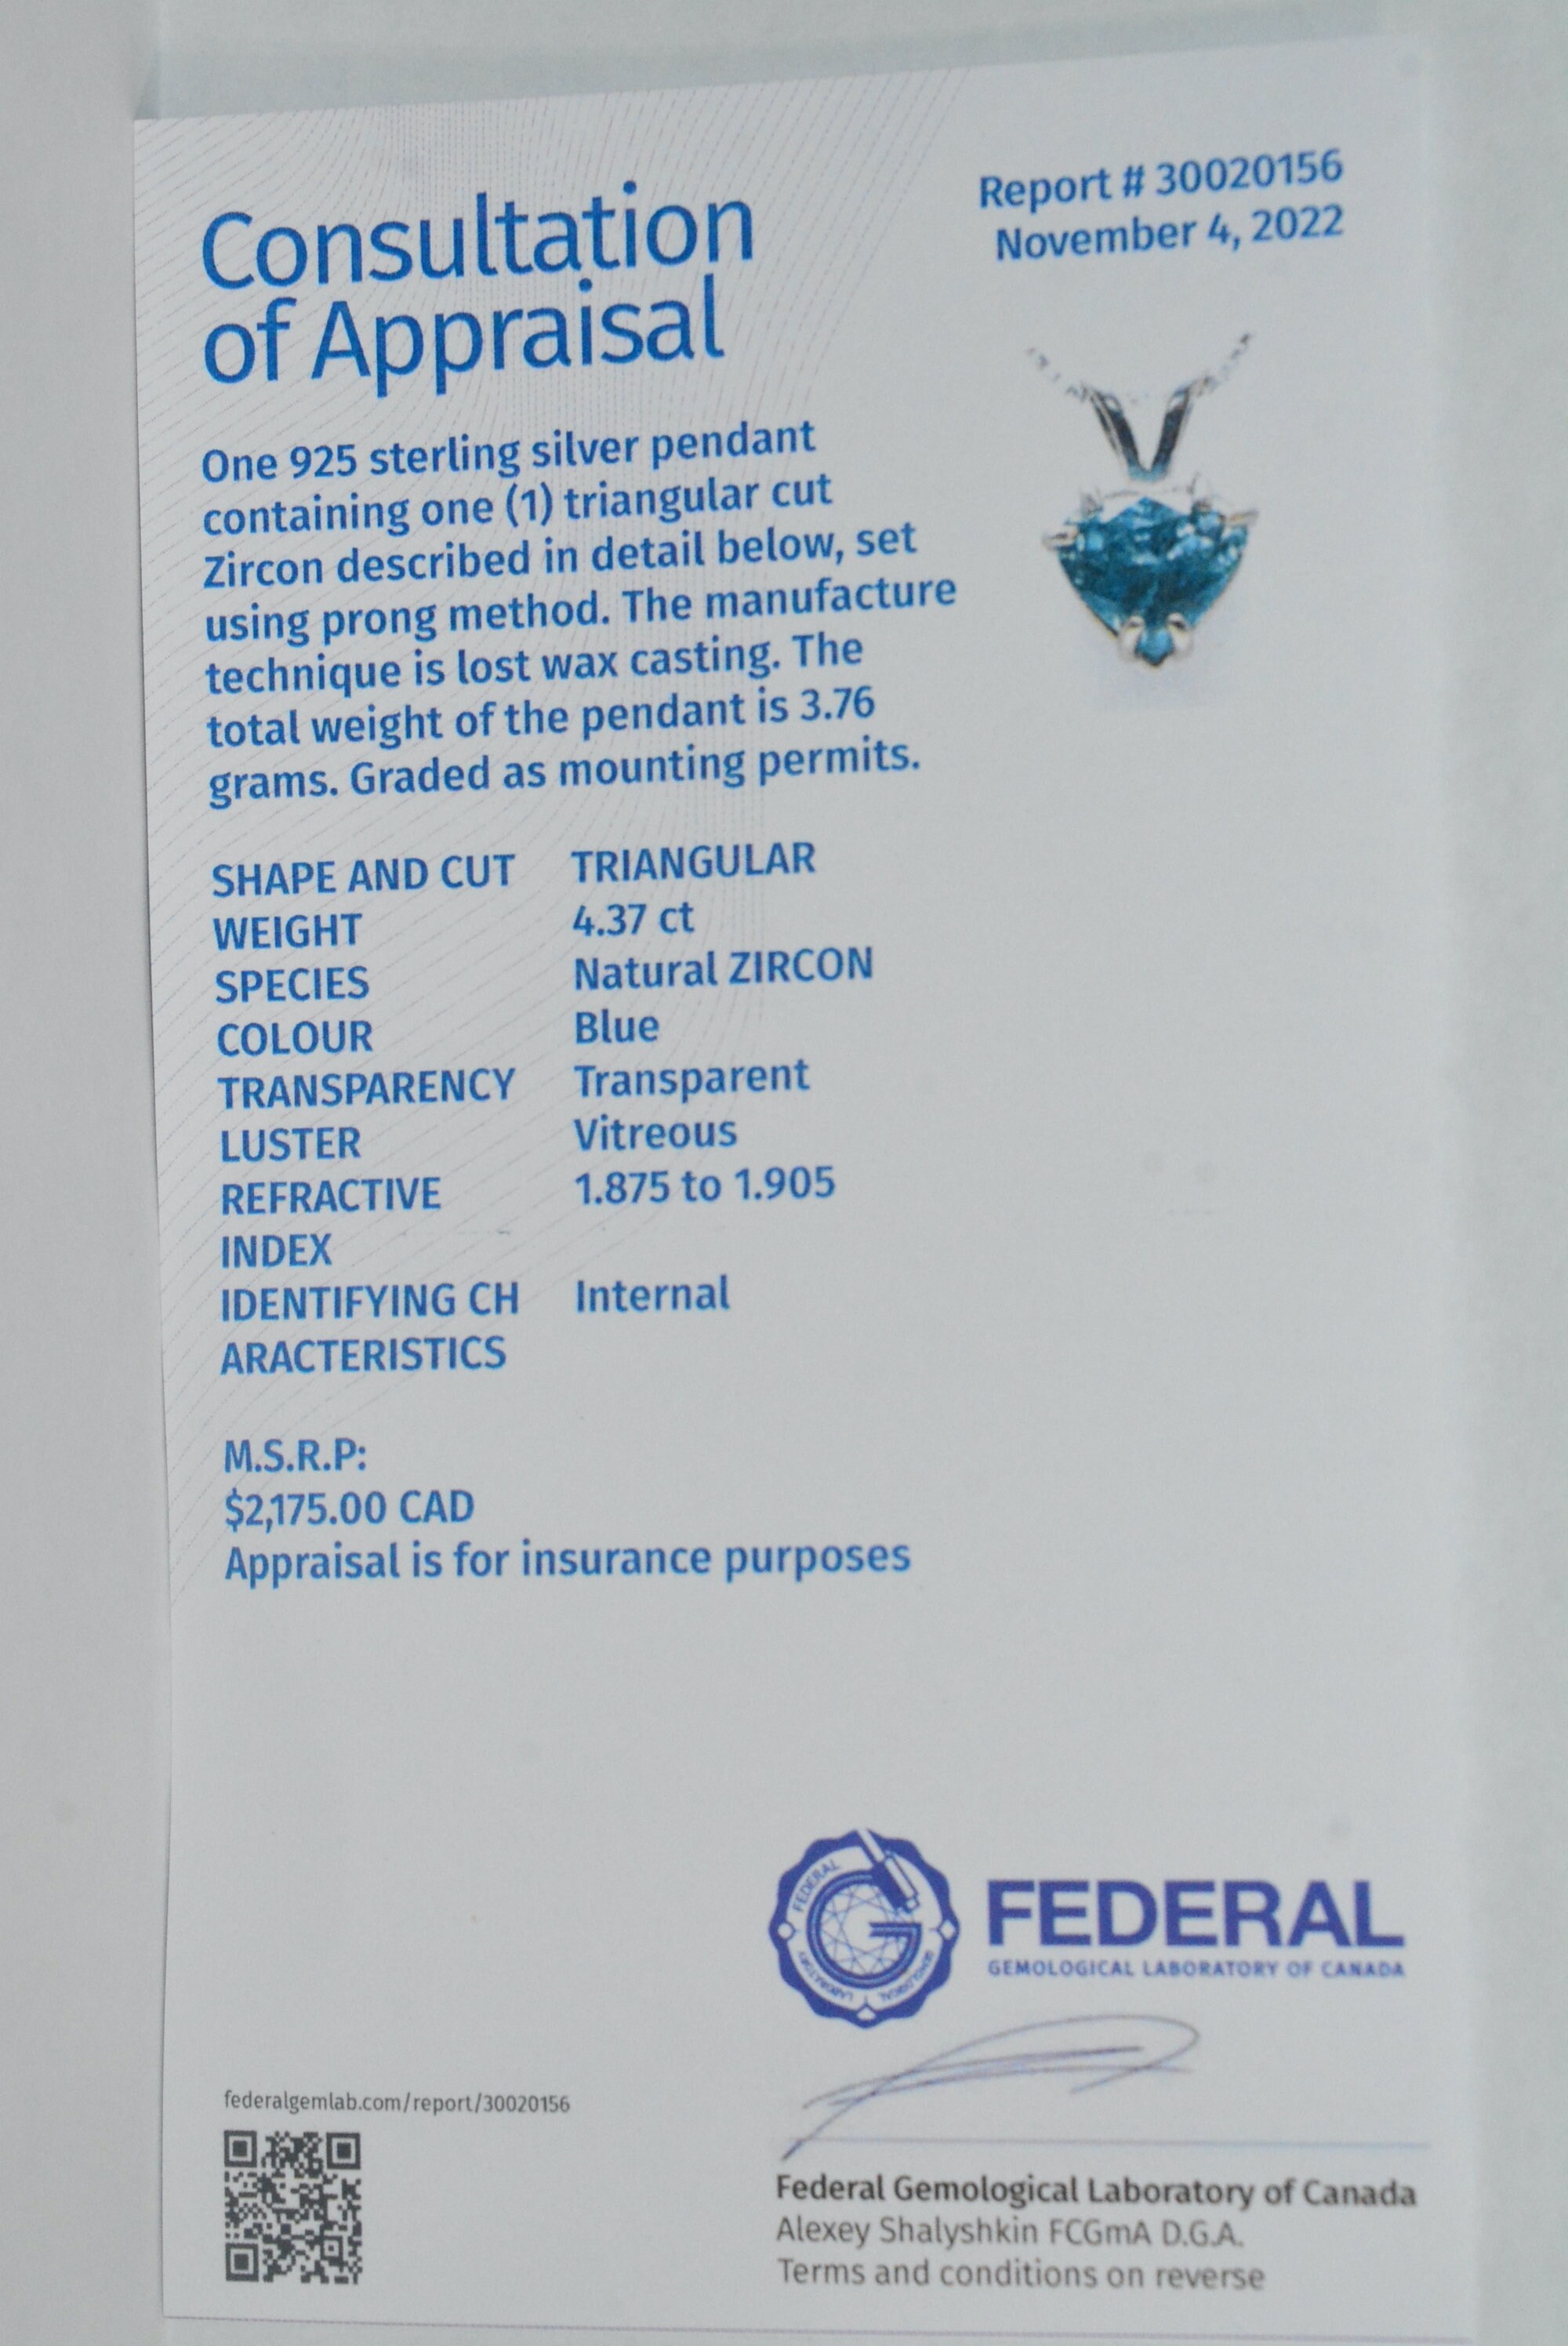 Consultation
of Appraisal
Report # 30020156
November 4, 2022
One 925 sterling silver pendant
containing one (1) triangular cut
Zircon described in detail below, set
using prong method. The manufacture
technique is lost wax casting. The
total weight of the pendant is 3.76
grams. Graded as mounting permits.
SHAPE AND CUT TRIANGULAR
WEIGHT 4.37 ct
SPECIES Natural ZIRCON
COLOUR Blue
TRANSPARENCY Transparent
LUSTER Vitreous
REFRACTIVE 1.875 to 1.905
INDEX
IDENTIFYING CH Internal
ARACTERISTICS
M.S.R.P:
$2,175.00 CAD
Appraisal is for insurance purposes
FEDERAL
GEMOLOGICAL
LABORATORY
G
FEDERAL
GEMOLOGICAL LABORATORY OF CANADA
federalgemlab.com/report/30020156
Federal Gemological Laboratory of Canada
Alexey Shalyshkin FCGmA D.G.A.
Terms and conditions on reverse